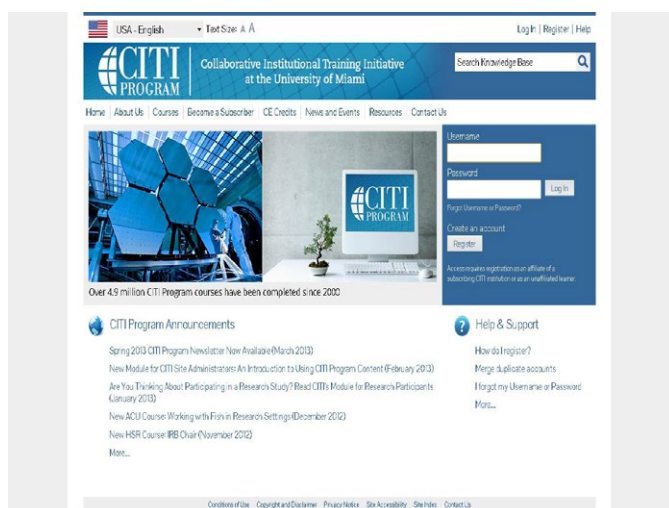 USA - English
Text Size: A A
Log In | Register | Help
CITI
PROGRAM
Collaborative Institutional Training Initiative
at the University of Miami
Search Knowledge Base
Home | About Us | Courses | Become a Subscriber | CE Credits | News and Events | Resources | Contact Us
CITI
PROGRAM
Username
Password
Log In
Forgot Username or Password?
Create an account
Register
Access requires registration as an affiliate of a
subscribing CITI institution or as an unaffiliated learner.
Over 4.9 million CITI Program courses have been completed since 2000
CITI Program Announcements
Spring 2013 CITI Program Newsletter Now Available (March 2013)
New Module for CITI Site Administrators: An Introduction to Using CITI Program Content (February 2013)
Are You Thinking About Participating in a Research Study? Read CITI's Module for Research Participants
(January 2013)
New ACU Course: Working with Fish in Research Settings (December 2012)
New HSR Course: IRB Chair (November 2012)
More...
Help & Support
How do I register?
Merge duplicate accounts
I forgot my Username or Password
More...
Conditions of Use Copyright and Disclaimer Privacy Notice Site Accessibility Site Index Contact Us